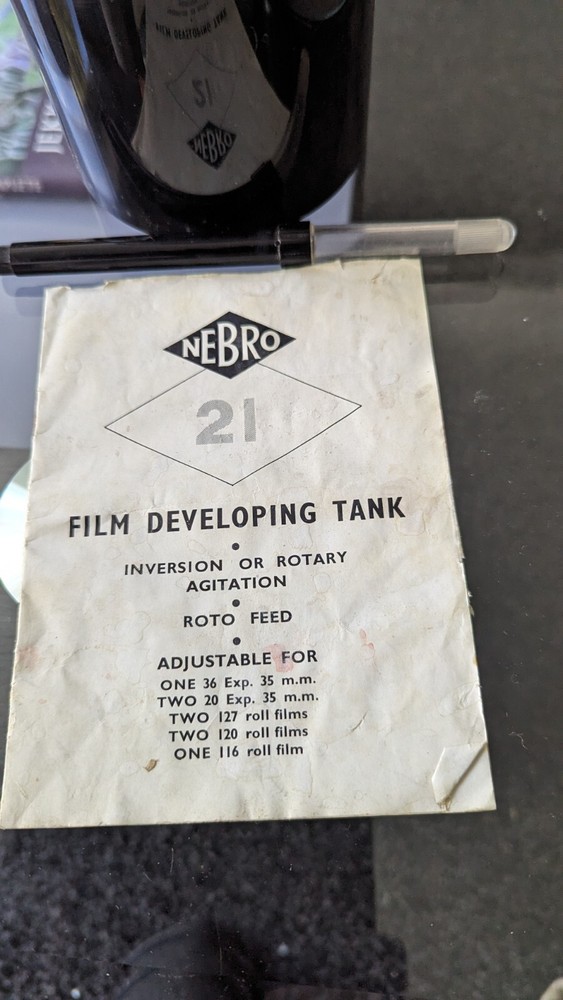 NEBRO
21
FILM DEVELOPING TANK
INVERSION OR ROTARY
AGITATION
ROTO FEED
ADJUSTABLE FOR
ONE 36 Exp. 35 m.m.
TWO 20 Exp. 35 m.m.
TWO 127 roll films
TWO 120 roll films
ONE 116 roll film